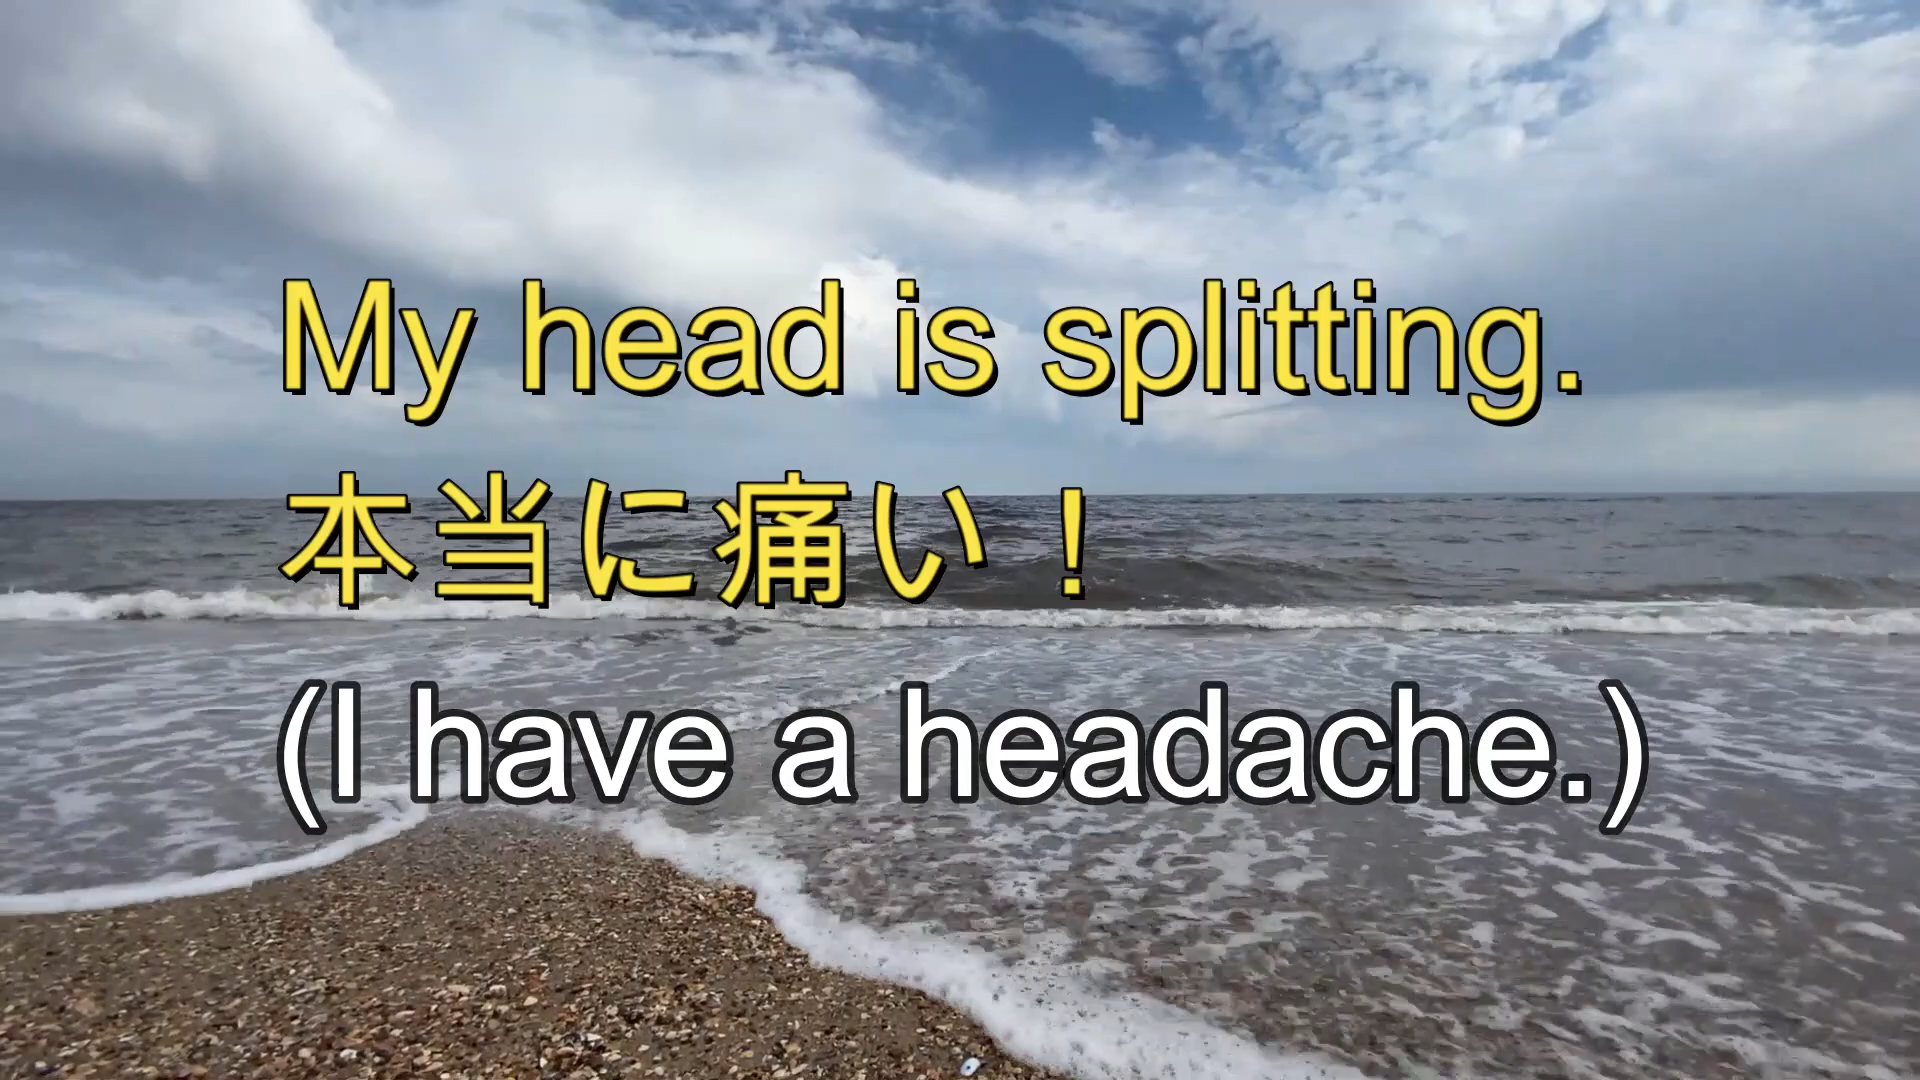 My head is splitting.
本当に痛い！
(I have a headache.)